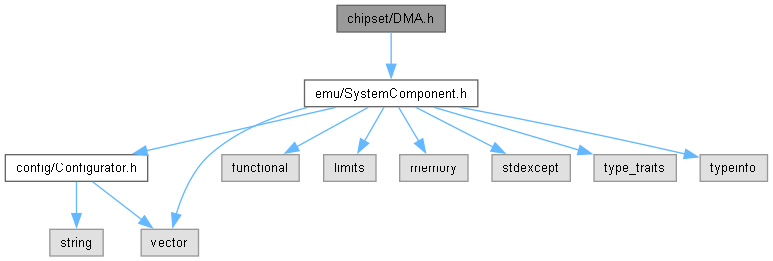 chipset/DMA.h
emu/SystemComponent.h
config/Configurator.h
functional
limits
memory
stdexcept
type_traits
typeinfo
string
vector